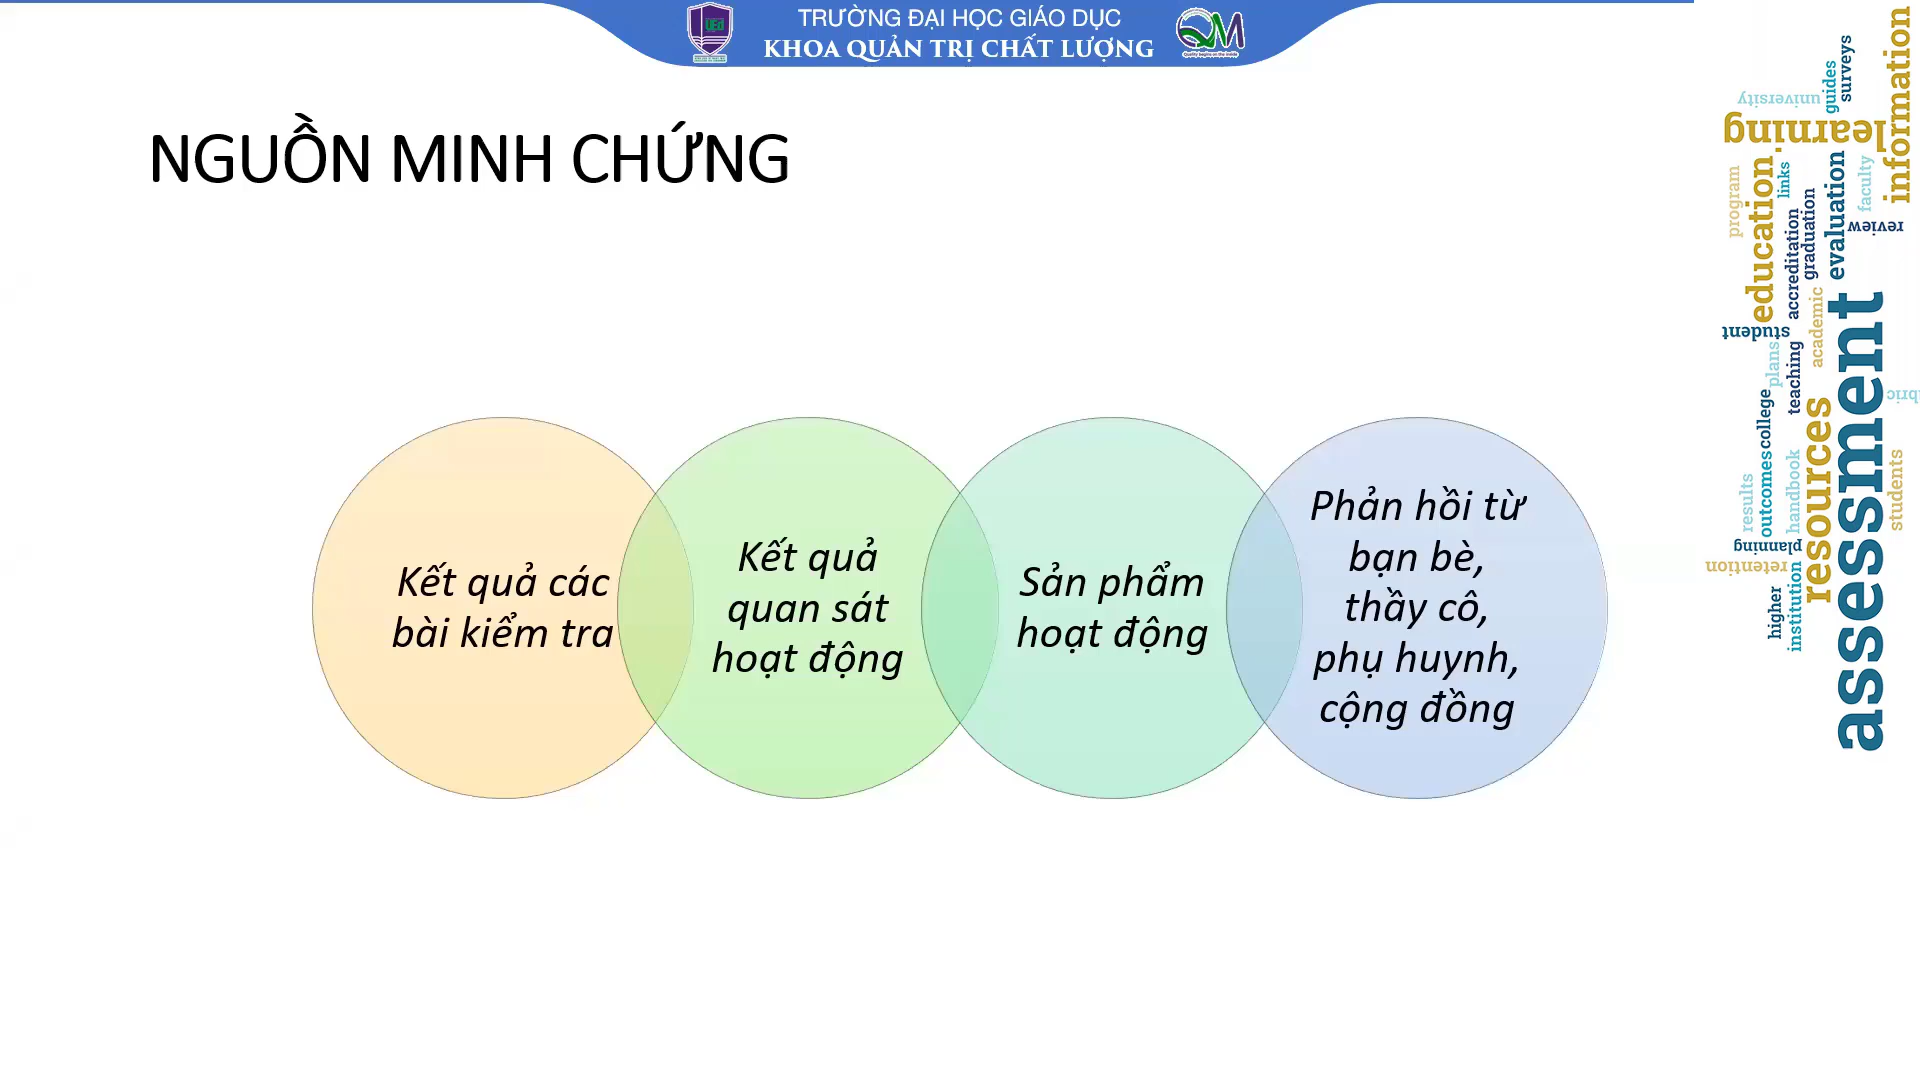 TRƯỜNG ĐẠI HỌC GIÁO DỤC
KHOA QUẢN TRỊ CHẤT LƯỢNG
UEd
QM
NGUỒN MINH CHỨNG
Kết quả các
bài kiểm tra
Kết quả
quan sát
hoạt động
Sản phẩm
hoạt động
Phản hồi từ
bạn bè,
thầy cô,
phụ huynh,
cộng đồng
university
guides
surveys
information
learning
program
education
links
accreditation
graduation
evaluation
faculty
review
student
academic
plans
teaching
college
assessment
resources
results
outcomes
handbook
students
planning
retention
higher
institution